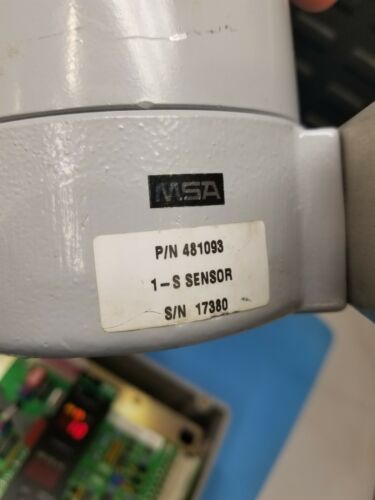 MSA
P/N 481093
1-S SENSOR
S/N 17380